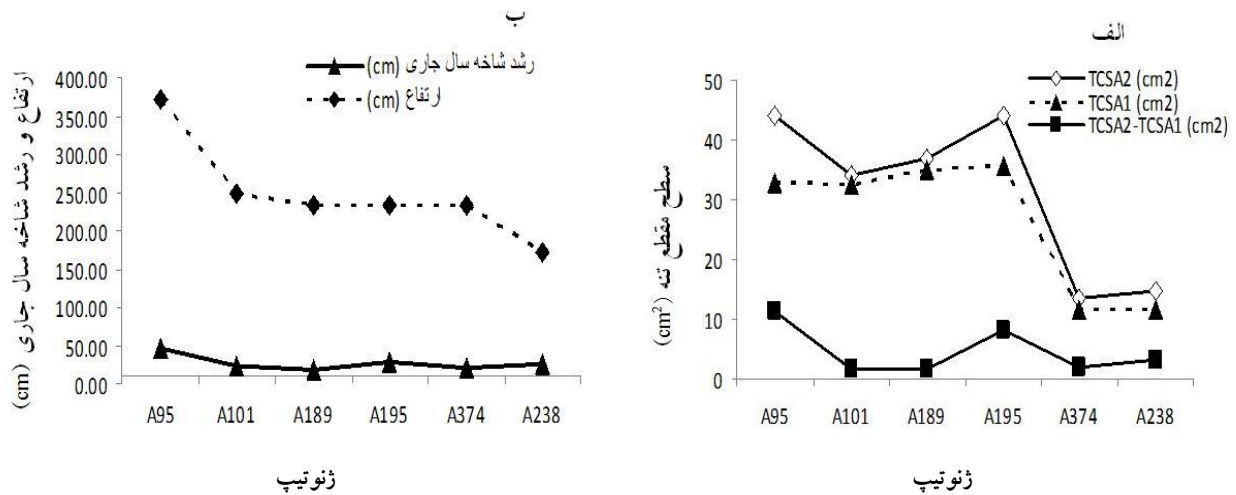 ب
رشد شاخه سال جاری (cm)
ارتفاع (cm)
ارتفاع و رشد شاخه سال جاری (cm)
400.00
350.00
300.00
250.00
200.00
150.00
100.00
50.00
0.00
A95 A101 A189 A195 A374 A238
ژنوتیپ
الف
TCSA2 (cm2)
TCSA1 (cm2)
TCSA2-TCSA1 (cm2)
سطح مقطع تنه (cm²)
50
40
30
20
10
0
A95 A101 A189 A195 A374 A238
ژنوتیپ